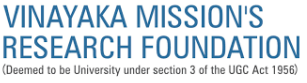 VINAYAKA MISSION'S
RESEARCH FOUNDATION
(Deemed to be University under section 3 of the UGC Act 1956)